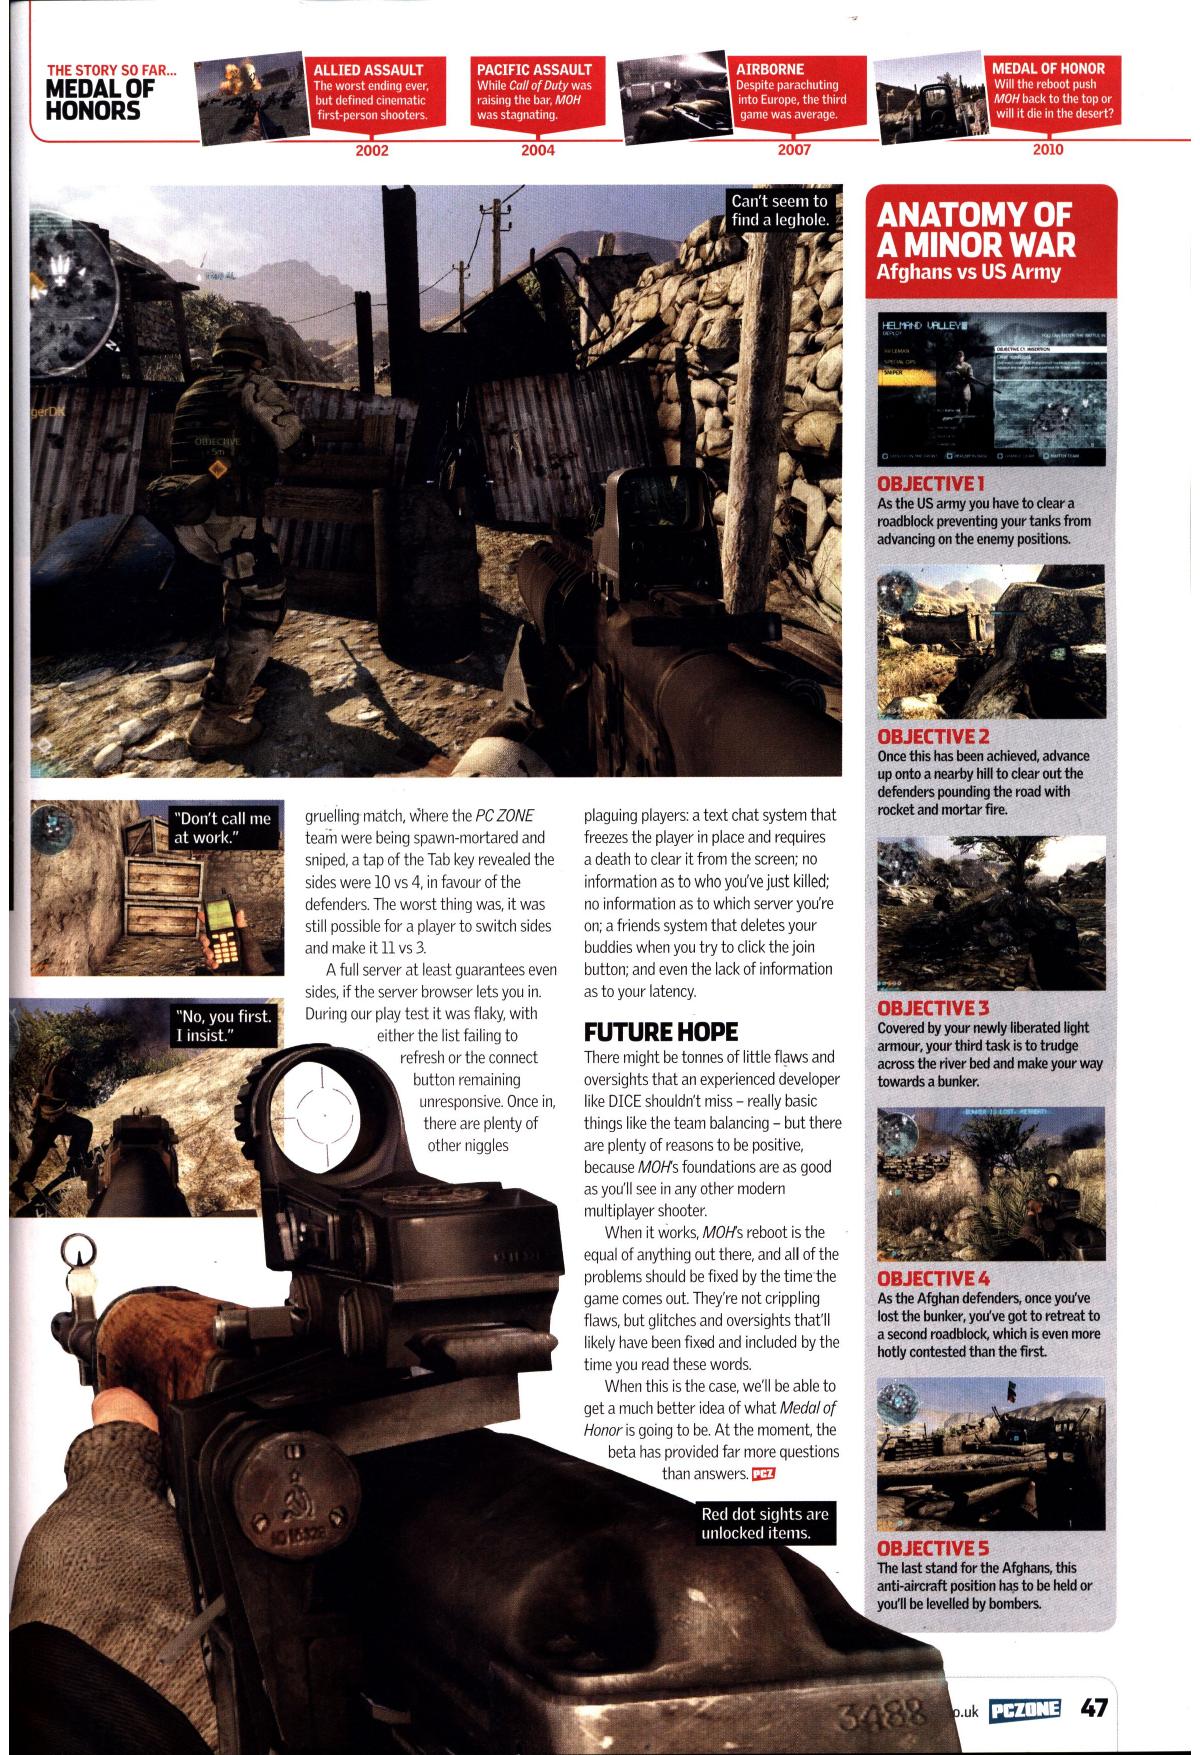 THE STORY SO FAR...
MEDAL OF
HONORS
ALLIED ASSAULT
The worst ending ever,
but defined cinematic
first-person shooters.
2002
PACIFIC ASSAULT
While Call of Duty was
raising the bar, MOH
was stagnating.
2004
AIRBORNE
Despite parachuting
into Europe, the third
game was average.
2007
MEDAL OF HONOR
Will the reboot push
MOH back to the top or
will it die in the desert?
2010
Can't seem to
find a leghole.
N
gerDK
OBJECTIVE
5m
"Don't call me
at work."
"No, you first.
I insist."
gruelling match, where the PC ZONE
team were being spawn-mortared and
sniped, a tap of the Tab key revealed the
sides were 10 vs 4, in favour of the
defenders. The worst thing was, it was
still possible for a player to switch sides
and make it 11 vs 3.
A full server at least guarantees even
sides, if the server browser lets you in.
During our play test it was flaky, with
either the list failing to
refresh or the connect
button remaining
unresponsive. Once in,
there are plenty of
other niggles
plaguing players: a text chat system that
freezes the player in place and requires
a death to clear it from the screen; no
information as to who you've just killed;
no information as to which server you're
on; a friends system that deletes your
buddies when you try to click the join
button; and even the lack of information
as to your latency.
FUTURE HOPE
There might be tonnes of little flaws and
oversights that an experienced developer
like DICE shouldn't miss – really basic
things like the team balancing – but there
are plenty of reasons to be positive,
because MOH's foundations are as good
as you'll see in any other modern
multiplayer shooter.
When it works, MOH's reboot is the
equal of anything out there, and all of the
problems should be fixed by the time the
game comes out. They're not crippling
flaws, but glitches and oversights that'll
likely have been fixed and included by the
time you read these words.
When this is the case, we'll be able to
get a much better idea of what Medal of
Honor is going to be. At the moment, the
beta has provided far more questions
than answers. PCZ
Red dot sights are
unlocked items.
3488
ANATOMY OF
A MINOR WAR
Afghans vs US Army
HELMAND VALLEY
DEPLOY
RIFLEMAN
SPECIAL OPS
SNIPER
OBJECTIVE C1: INSERTION
Clear roadblock
OBJECTIVE 1
As the US army you have to clear a
roadblock preventing your tanks from
advancing on the enemy positions.
OBJECTIVE 2
Once this has been achieved, advance
up onto a nearby hill to clear out the
defenders pounding the road with
rocket and mortar fire.
OBJECTIVE 3
Covered by your newly liberated light
armour, your third task is to trudge
across the river bed and make your way
towards a bunker.
BUNKER IS LOST, RETREAT!
OBJECTIVE 4
As the Afghan defenders, once you've
lost the bunker, you've got to retreat to
a second roadblock, which is even more
hotly contested than the first.
OBJECTIVE 5
The last stand for the Afghans, this
anti-aircraft position has to be held or
you'll be levelled by bombers.
o.uk PCZONE 47